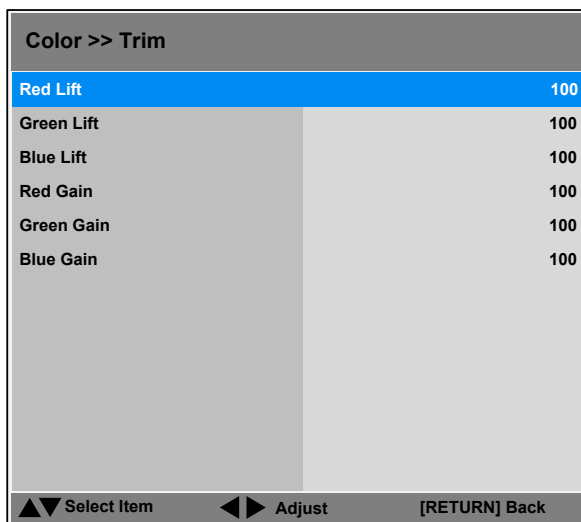 Color >> Trim
Red Lift 100
Green Lift 100
Blue Lift 100
Red Gain 100
Green Gain 100
Blue Gain 100
Select Item Adjust [RETURN] Back